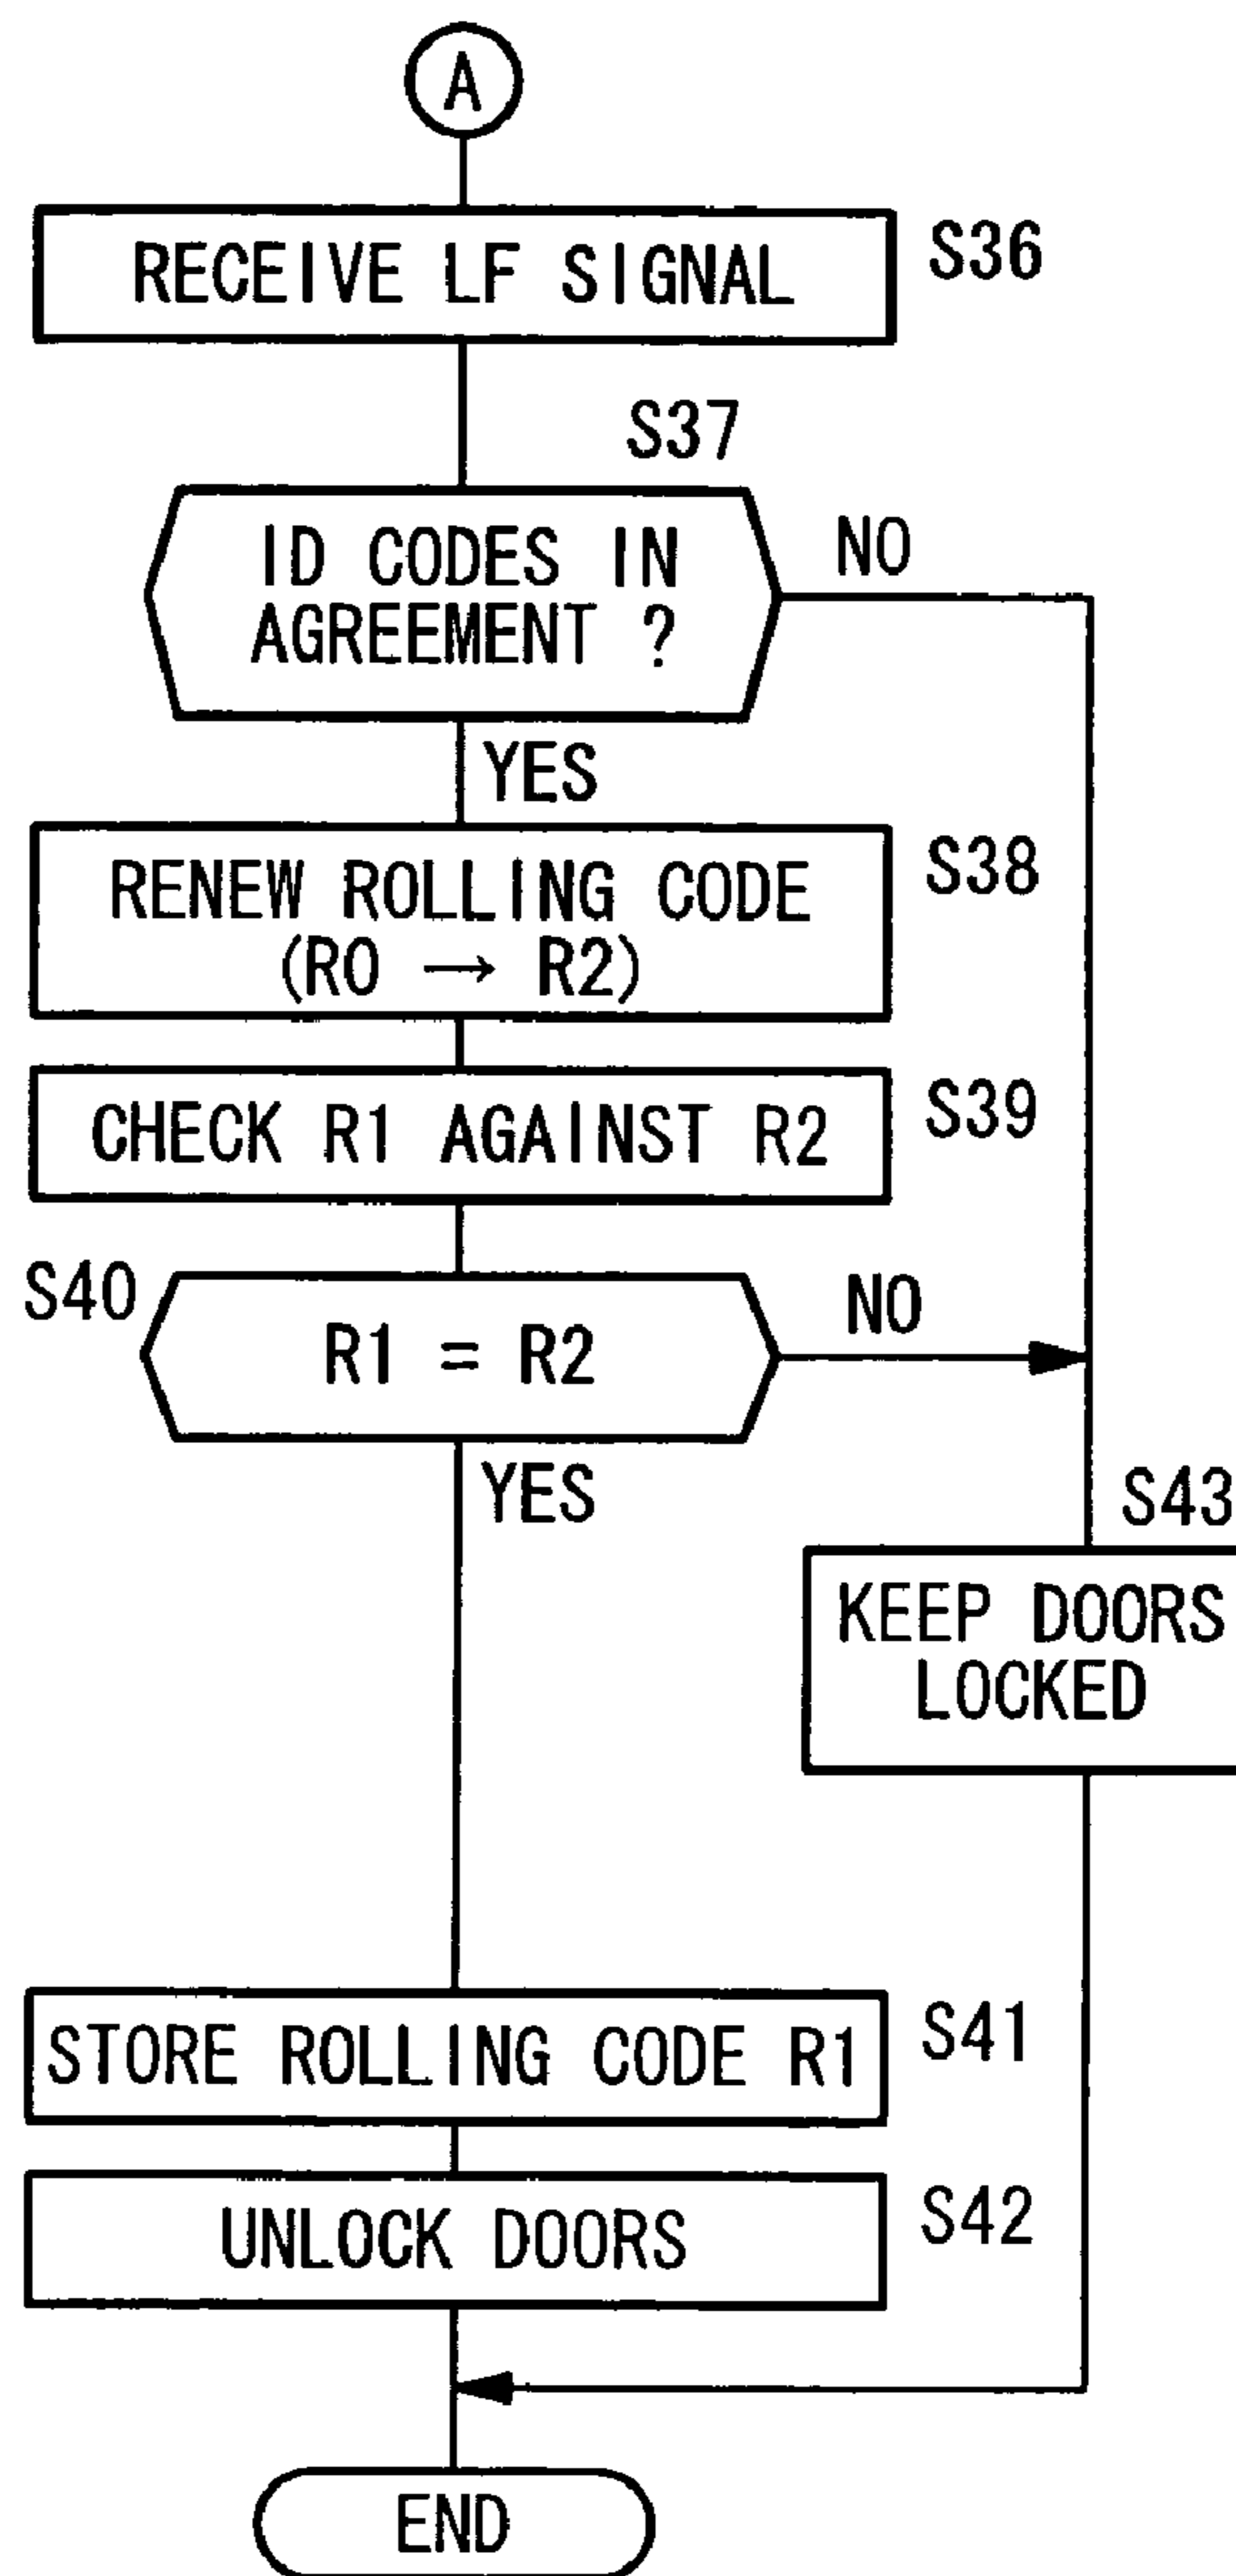 A
RECEIVE LF SIGNAL
S36
S37
ID CODES IN
AGREEMENT ?
NO
YES
RENEW ROLLING CODE
(R0 → R2)
S38
CHECK R1 AGAINST R2
S39
S40
R1 = R2
NO
YES
S43
KEEP DOORS
LOCKED
STORE ROLLING CODE R1
S41
UNLOCK DOORS
S42
END